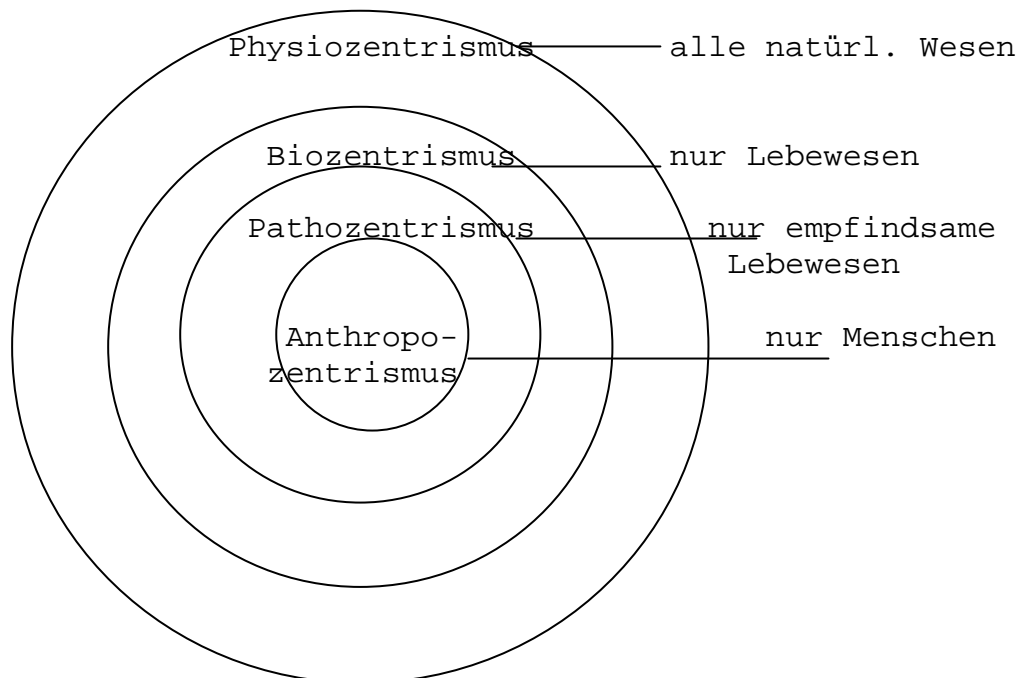 Physiozentrismus alle natürl. Wesen
Biozentrismus nur Lebewesen
Pathozentrismus nur empfindsame
Lebewesen
Anthropo- nur Menschen
zentrismus